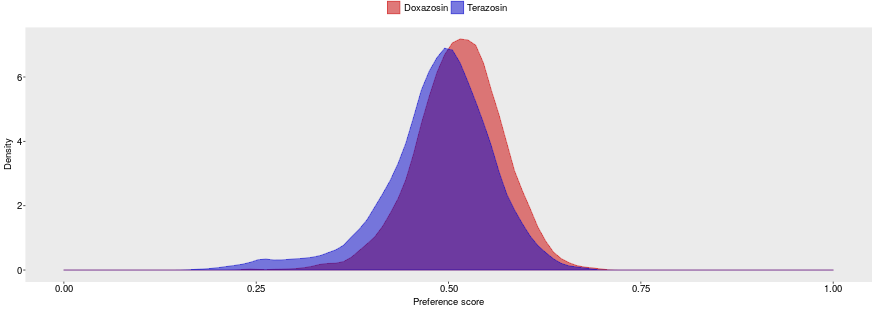 Doxazosin Terazosin
Density
6
4
2
0
0.00 0.25 0.50 0.75 1.00
Preference score